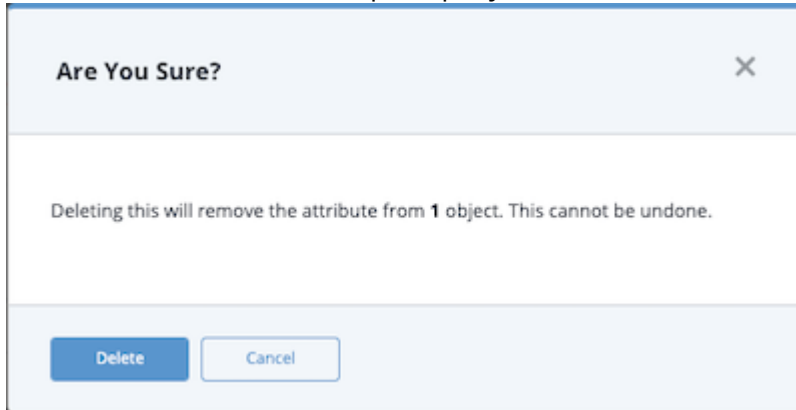 Are You Sure?
Deleting this will remove the attribute from 1 object. This cannot be undone.
Delete
Cancel